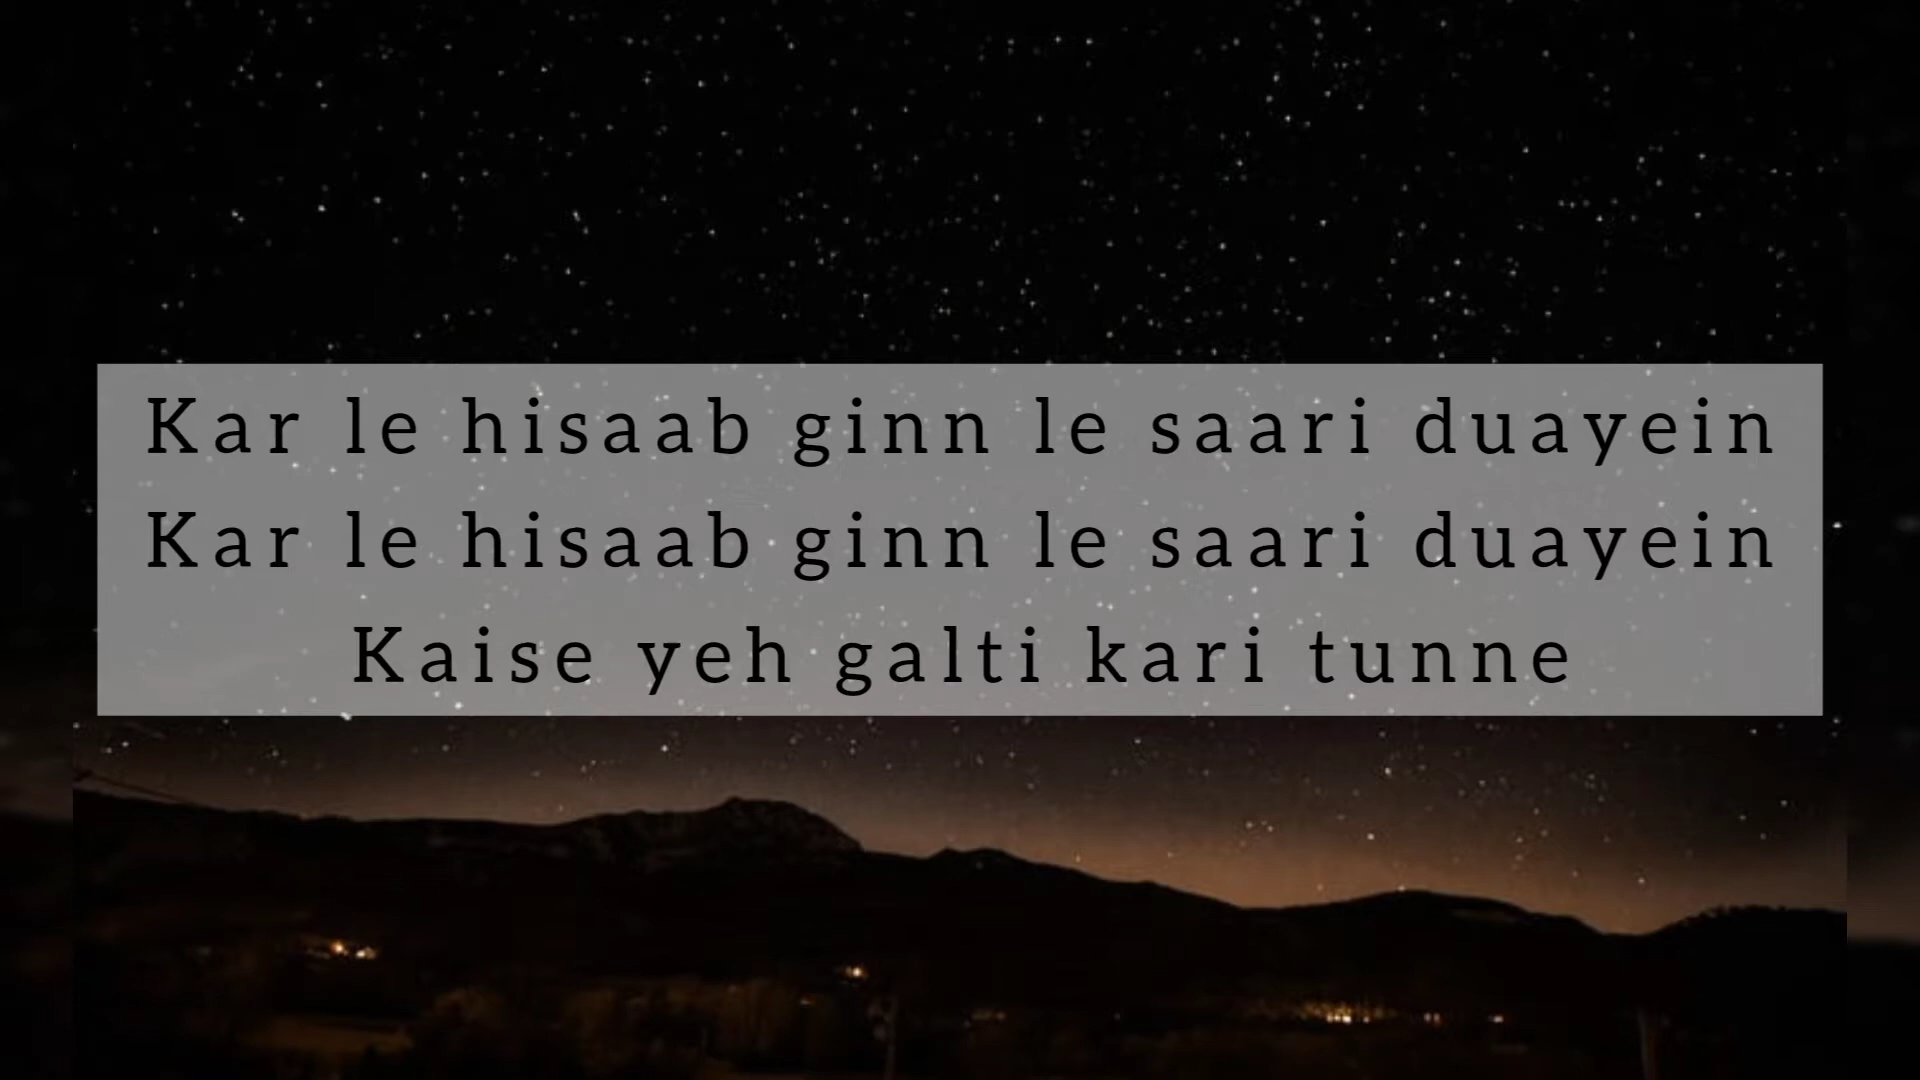 Kar le hisaab ginn le saari duayein
Kar le hisaab ginn le saari duayein
Kaise yeh galti kari tunne